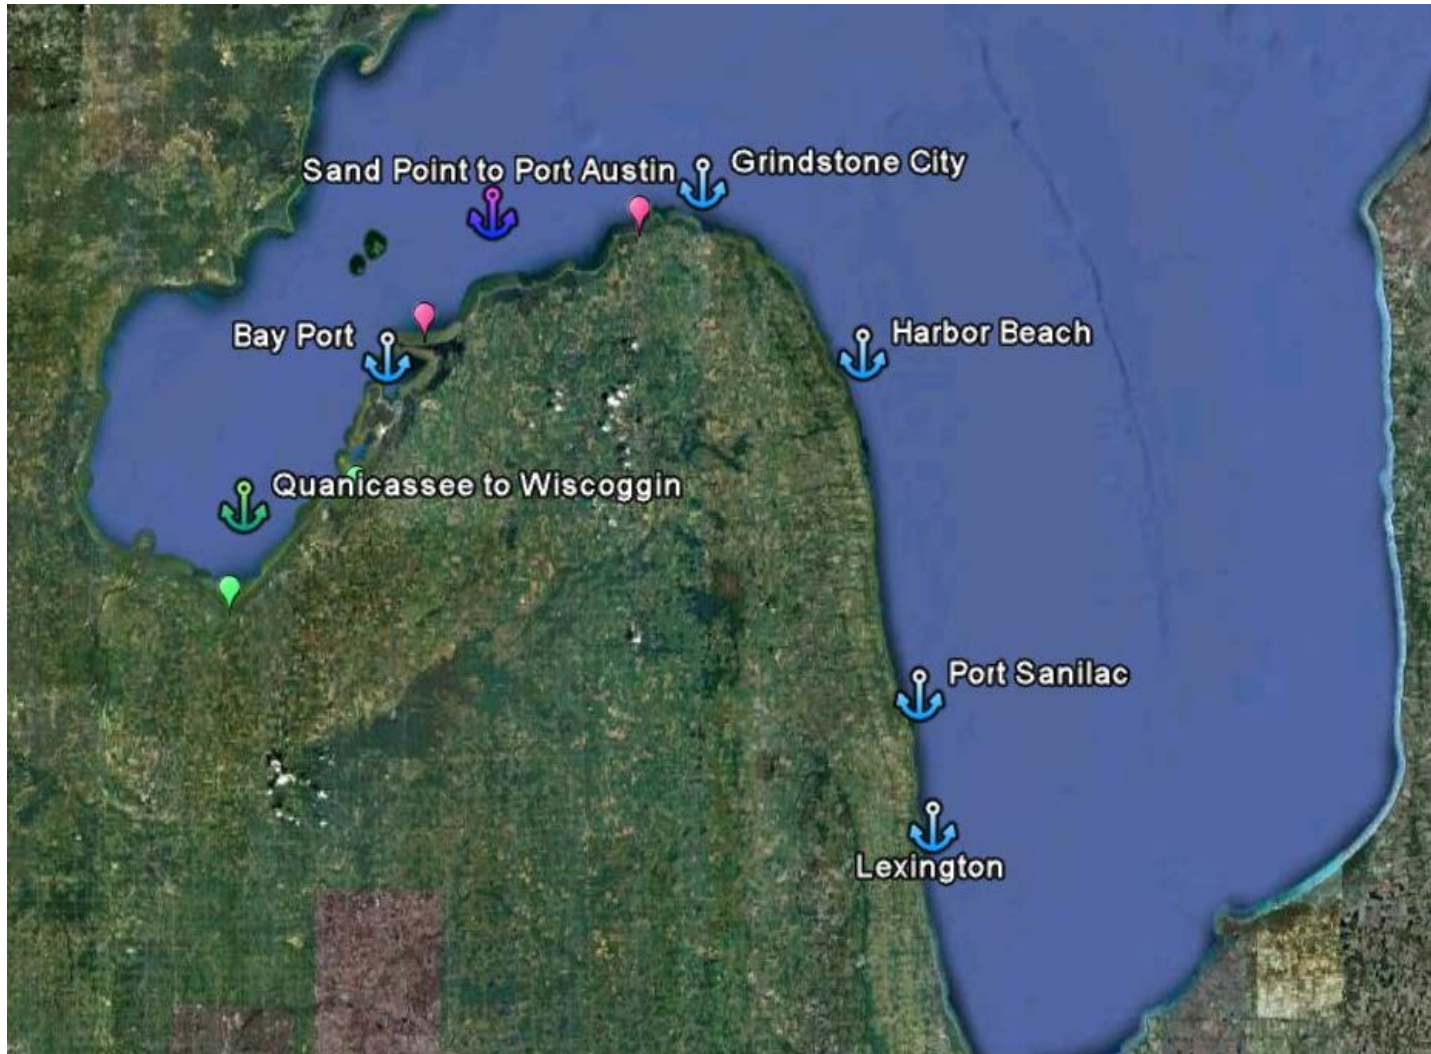 Sand Point to Port Austin
Grindstone City
Bay Port
Harbor Beach
Quanicassee to Wiscoggin
Port Sanilac
Lexington